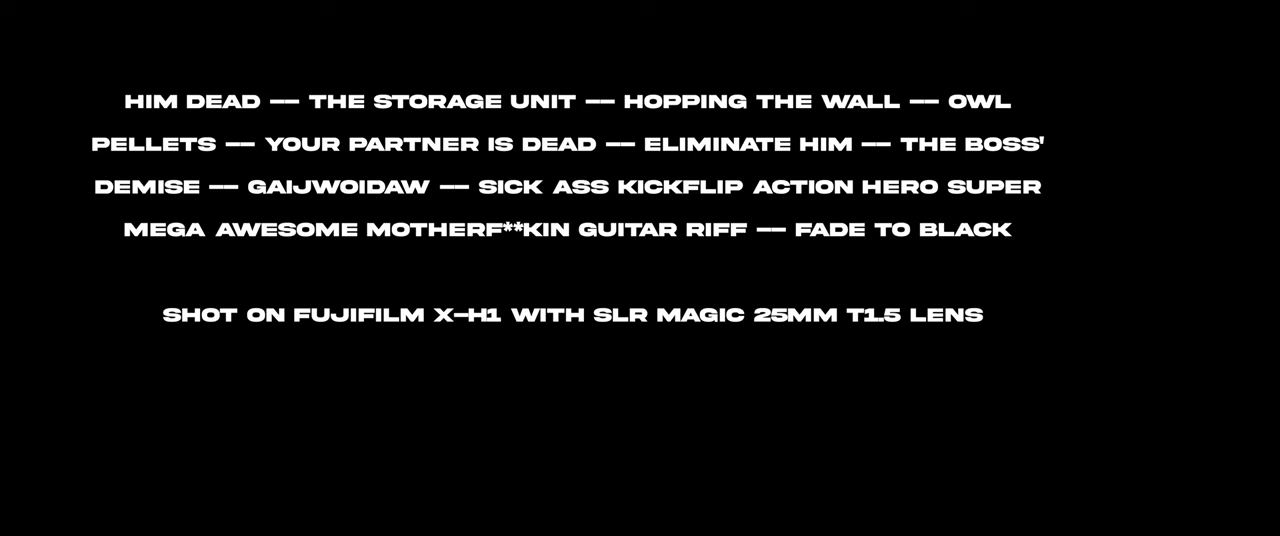 HIM DEAD -- THE STORAGE UNIT -- HOPPING THE WALL -- OWL
PELLETS -- YOUR PARTNER IS DEAD -- ELIMINATE HIM -- THE BOSS'
DEMISE -- GAIJWOIDAW -- SICK ASS KICKFLIP ACTION HERO SUPER
MEGA AWESOME MOTHERF**KIN GUITAR RIFF -- FADE TO BLACK
SHOT ON FUJIFILM X-H1 WITH SLR MAGIC 25MM T1.5 LENS